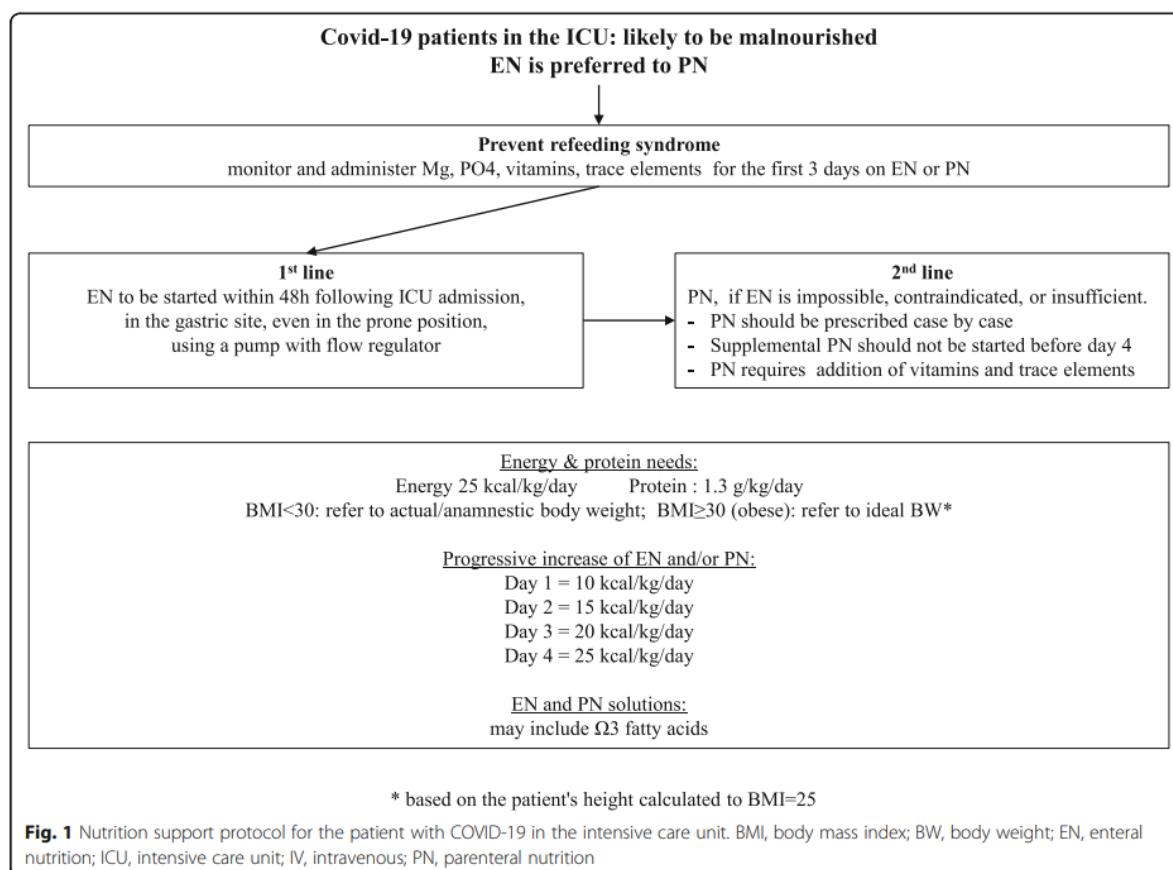 Covid-19 patients in the ICU: likely to be malnourished
EN is preferred to PN
Prevent refeeding syndrome
monitor and administer Mg, PO4, vitamins, trace elements for the first 3 days on EN or PN
1st line
EN to be started within 48h following ICU admission,
in the gastric site, even in the prone position,
using a pump with flow regulator
2nd line
PN, if EN is impossible, contraindicated, or insufficient.
- PN should be prescribed case by case
- Supplemental PN should not be started before day 4
- PN requires addition of vitamins and trace elements
Energy & protein needs:
Energy 25 kcal/kg/day Protein : 1.3 g/kg/day
BMI<30: refer to actual/anamnestic body weight; BMI≥30 (obese): refer to ideal BW*
Progressive increase of EN and/or PN:
Day 1 = 10 kcal/kg/day
Day 2 = 15 kcal/kg/day
Day 3 = 20 kcal/kg/day
Day 4 = 25 kcal/kg/day
EN and PN solutions:
may include Ω3 fatty acids
* based on the patient's height calculated to BMI=25
Fig. 1 Nutrition support protocol for the patient with COVID-19 in the intensive care unit. BMI, body mass index; BW, body weight; EN, enteral
nutrition; ICU, intensive care unit; IV, intravenous; PN, parenteral nutrition